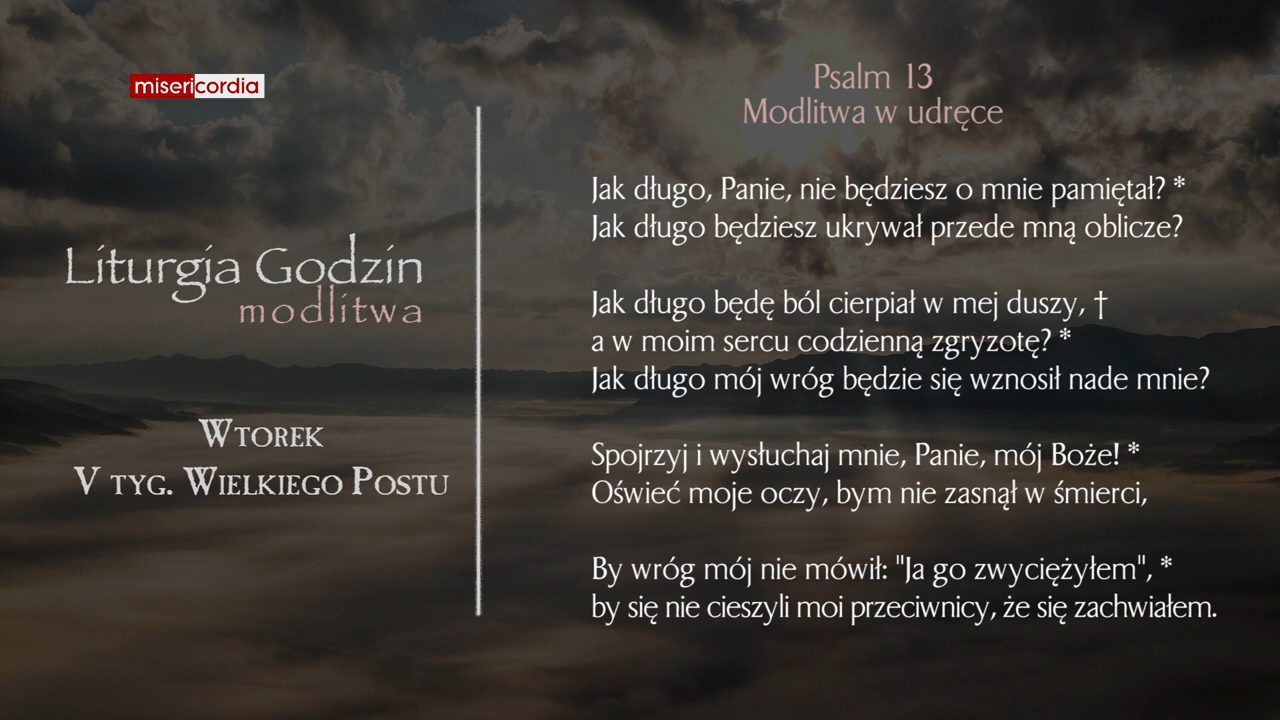 misericordia
Liturgia Godzin
modlitwa
Wtorek
V tyg. Wielkiego Postu
Psalm 13
Modlitwa w udręce
Jak długo, Panie, nie będziesz o mnie pamiętał? *
Jak długo będziesz ukrywał przede mną oblicze?
Jak długo będę ból cierpiał w mej duszy, †
a w moim sercu codzienną zgryzotę? *
Jak długo mój wróg będzie się wznosił nade mnie?
Spojrzyj i wysłuchaj mnie, Panie, mój Boże! *
Oświeć moje oczy, bym nie zasnął w śmierci,
By wróg mój nie mówił: "Ja go zwyciężyłem", *
by się nie cieszyli moi przeciwnicy, że się zachwiałem.